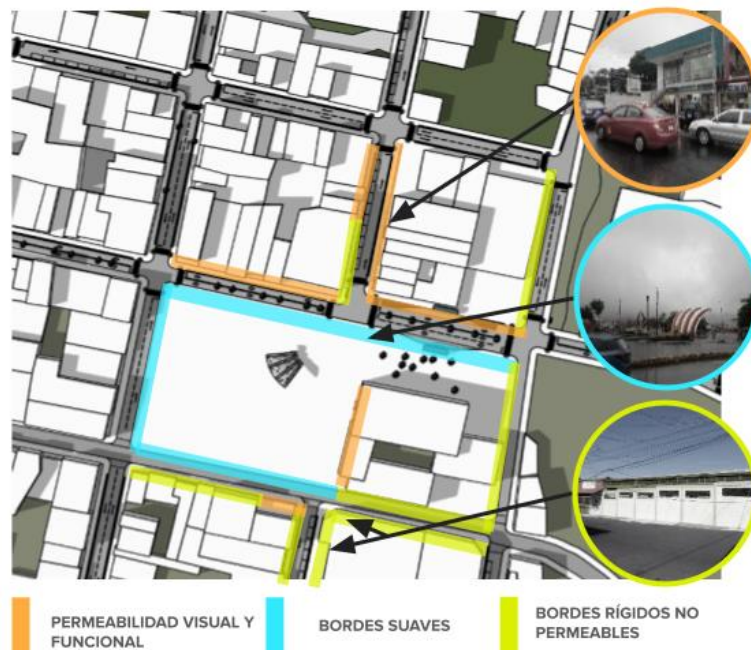 PERMEABILIDAD VISUAL Y
FUNCIONAL
BORDES SUAVES
BORDES RÍGIDOS NO
PERMEABLES